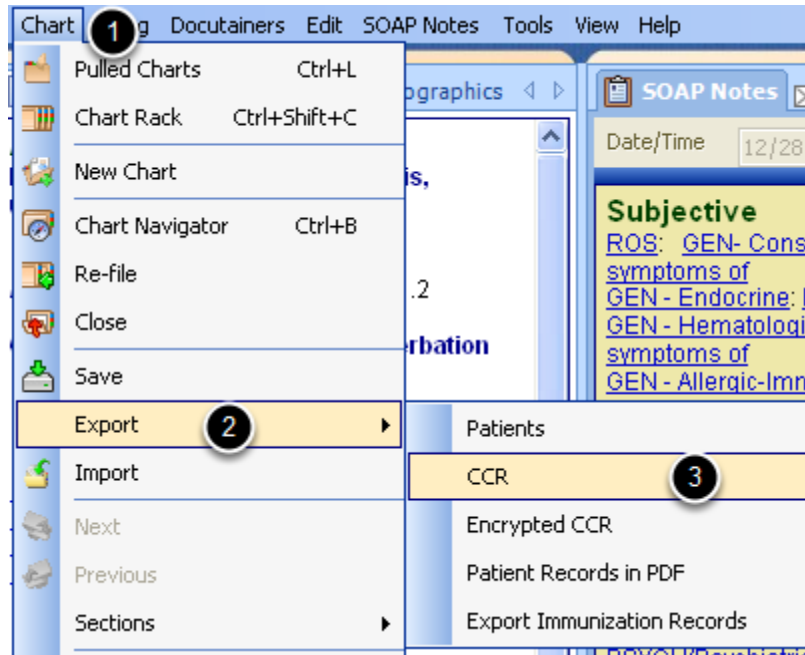 Chart 1 g Docutainers Edit SOAP Notes Tools View Help
Pulled Charts Ctrl+L
ographics
SOAP Notes
Chart Rack Ctrl+Shift+C
Date/Time 12/28
New Chart
is,
Chart Navigator Ctrl+B
Subjective
ROS: GEN- Cons
symptoms of
Re-file
.2
GEN - Endocrine:
Close
GEN - Hematologi
rbation
symptoms of
Save
GEN - Allergic-Imn
Export 2
Patients
Import
CCR 3
Next
Encrypted CCR
Previous
Patient Records in PDF
Sections
Export Immunization Records